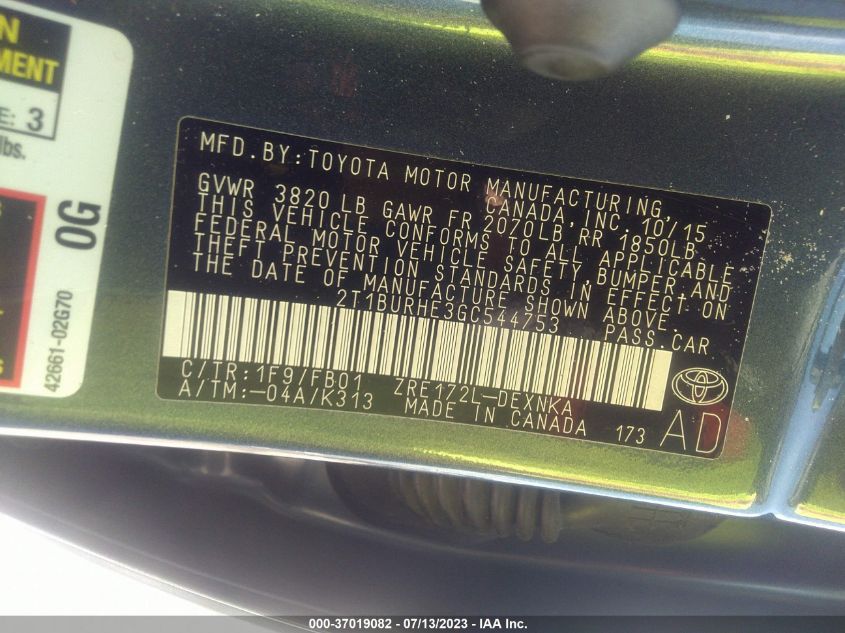 N
MENT
E: 3
lbs.
0G
42661-02G70
MFD.BY:TOYOTA MOTOR MANUFACTURING,
CANADA, INC. 10/15
GVWR 3820 LB GAWR FR 2070LB RR 1850LB
THIS VEHICLE CONFORMS TO ALL APPLICABLE
FEDERAL MOTOR VEHICLE SAFETY, BUMPER, AND
THEFT PREVENTION STANDARDS IN EFFECT ON
THE DATE OF MANUFACTURE SHOWN ABOVE.
2T1BURHE3GC544753 PASS.CAR
C/TR:1F9/FB01 ZRE172L-DEXNKA
A/TM:-04A/K313 MADE IN CANADA 173
AD
000-37019082 - 07/13/2023 - IAA Inc.